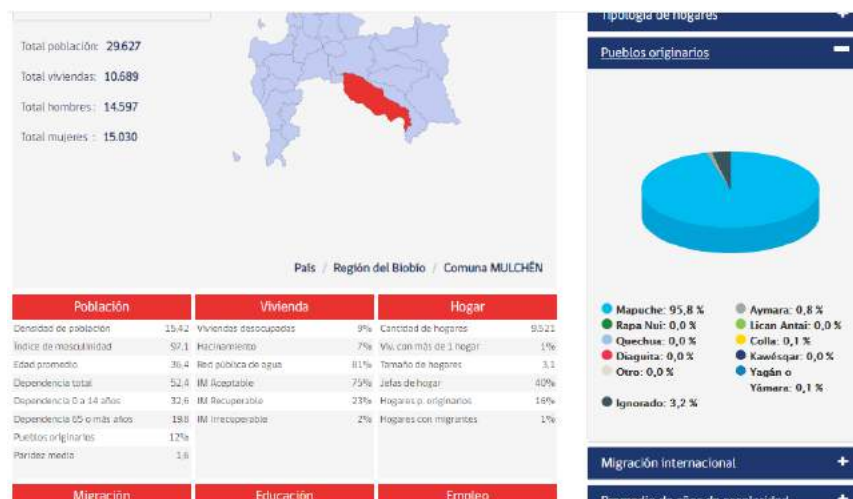 Total población: 29.627
Total viviendas: 10.689
Total hombres: 14.597
Total mujeres : 15.030
País / Región del Biobío / Comuna MULCHÉN
Población
Densidad de población 15,42
Índice de masculinidad 97,1
Edad promedio 36,4
Dependencia total 52,4
Dependencia 0 a 14 años 32,6
Dependencia 65 o más años 19,8
Pueblos originarios 12%
Paridez media 1,6
Vivienda
Viviendas desocupadas 9%
Hacinamiento 7%
Red pública de agua 81%
IM Aceptable 75%
IM Recuperable 23%
IM Irrecuperable 2%
Hogar
Cantidad de hogares 9.521
Viv. con más de 1 hogar 1%
Tamaño de hogares 3,1
Jefas de hogar 40%
Hogares p. originarios 16%
Hogares con migrantes 1%
Migración
Educación
Empleo
Tipología de hogares +
Pueblos originarios
Mapuche: 95,8 %
Rapa Nui: 0,0 %
Quechua: 0,0 %
Diaguita: 0,0 %
Otro: 0,0 %
Ignorado: 3,2 %
Aymara: 0,8 %
Lican Antai: 0,0 %
Colla: 0,1 %
Kawésqar: 0,0 %
Yagán o
Yámara: 0,1 %
Migración internacional +
Promedio de años de escolaridad +